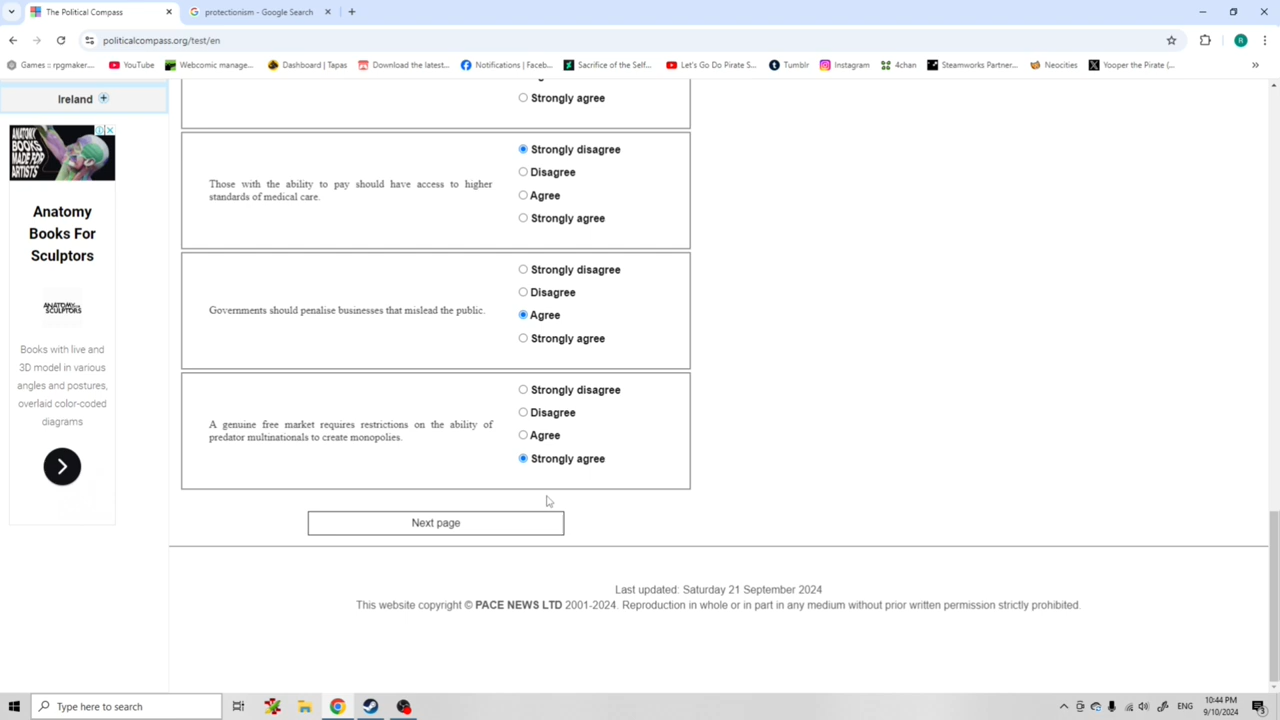 The Political Compass
protectionism - Google Search
politicalcompass.org/test/en
Games :: rpgmaker...
YouTube
Webcomic manage...
Dashboard | Tapas
Download the latest...
Notifications | Faceb...
Sacrifice of the Self...
Let's Go Do Pirate S...
Tumblr
Instagram
4chan
Steamworks Partner...
Neocities
Yooper the Pirate (...
R
Ireland
Strongly agree
ANATOMY BOOKS MADE FOR ARTISTS
Anatomy
Books For
Sculptors
ANATOMY
SCULPTORS
Books with live and
3D model in various
angles and postures,
overlaid color-coded
diagrams
Those with the ability to pay should have access to higher
standards of medical care.
Strongly disagree
Disagree
Agree
Strongly agree
Governments should penalise businesses that mislead the public.
Strongly disagree
Disagree
Agree
Strongly agree
A genuine free market requires restrictions on the ability of
predator multinationals to create monopolies.
Strongly disagree
Disagree
Agree
Strongly agree
Next page
Last updated: Saturday 21 September 2024
This website copyright © PACE NEWS LTD 2001-2024. Reproduction in whole or in part in any medium without prior written permission strictly prohibited.
Type here to search
ENG
10:44 PM
9/10/2024
3